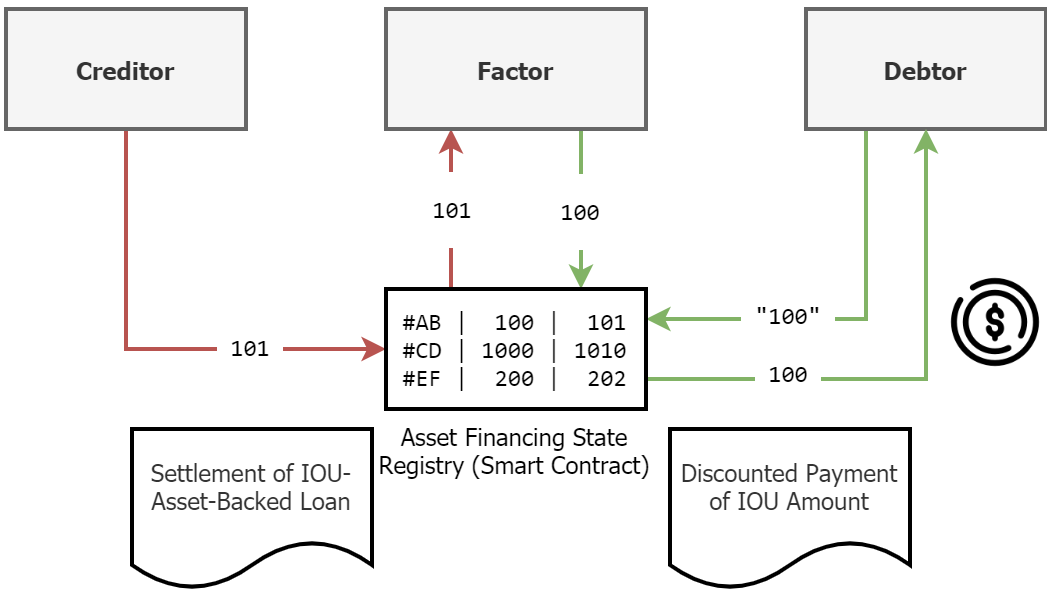 Creditor
Factor
Debtor
101
100
"100"
101
100
#AB | 100 | 101
#CD | 1000 | 1010
#EF | 200 | 202
Asset Financing State
Registry (Smart Contract)
Settlement of IOU-
Asset-Backed Loan
Discounted Payment
of IOU Amount
$